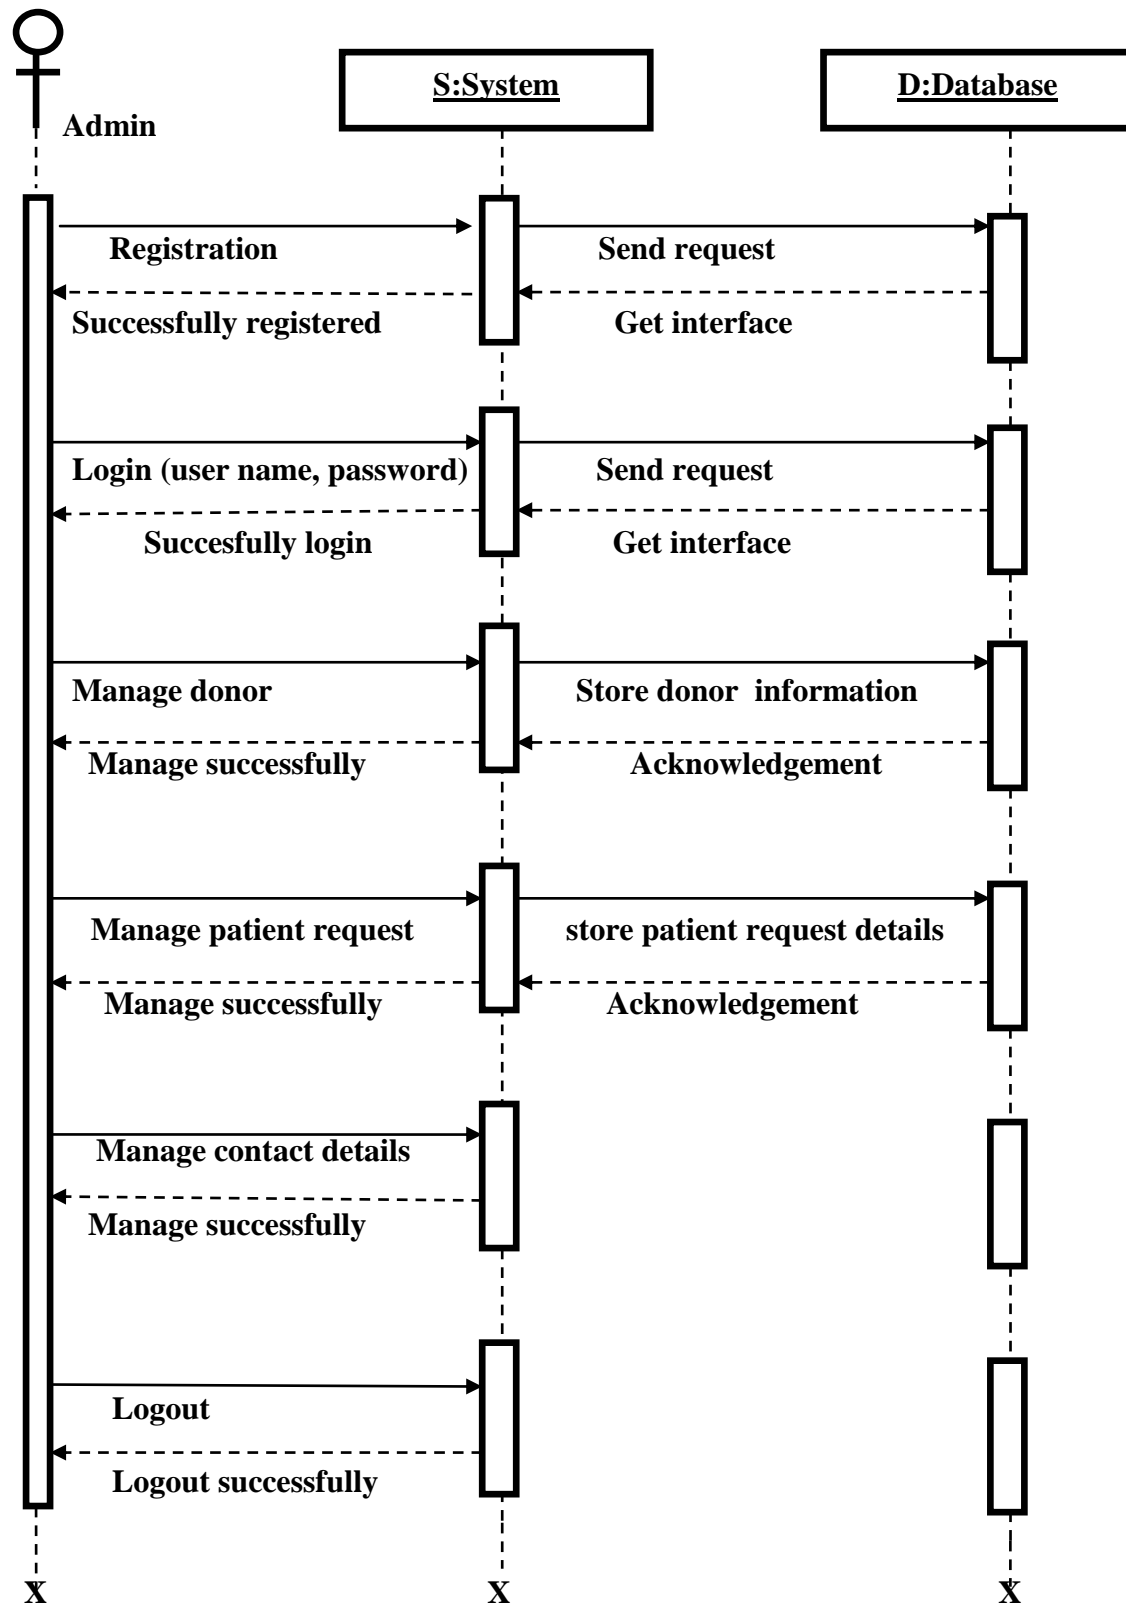 Admin
S:System
D:Database
Registration
Send request
Successfully registered
Get interface
Login (user name, password)
Send request
Succesfully login
Get interface
Manage donor
Store donor  information
Manage successfully
Acknowledgement
Manage patient request
store patient request details
Manage successfully
Acknowledgement
Manage contact details
Manage successfully
Logout
Logout successfully
X
X
X